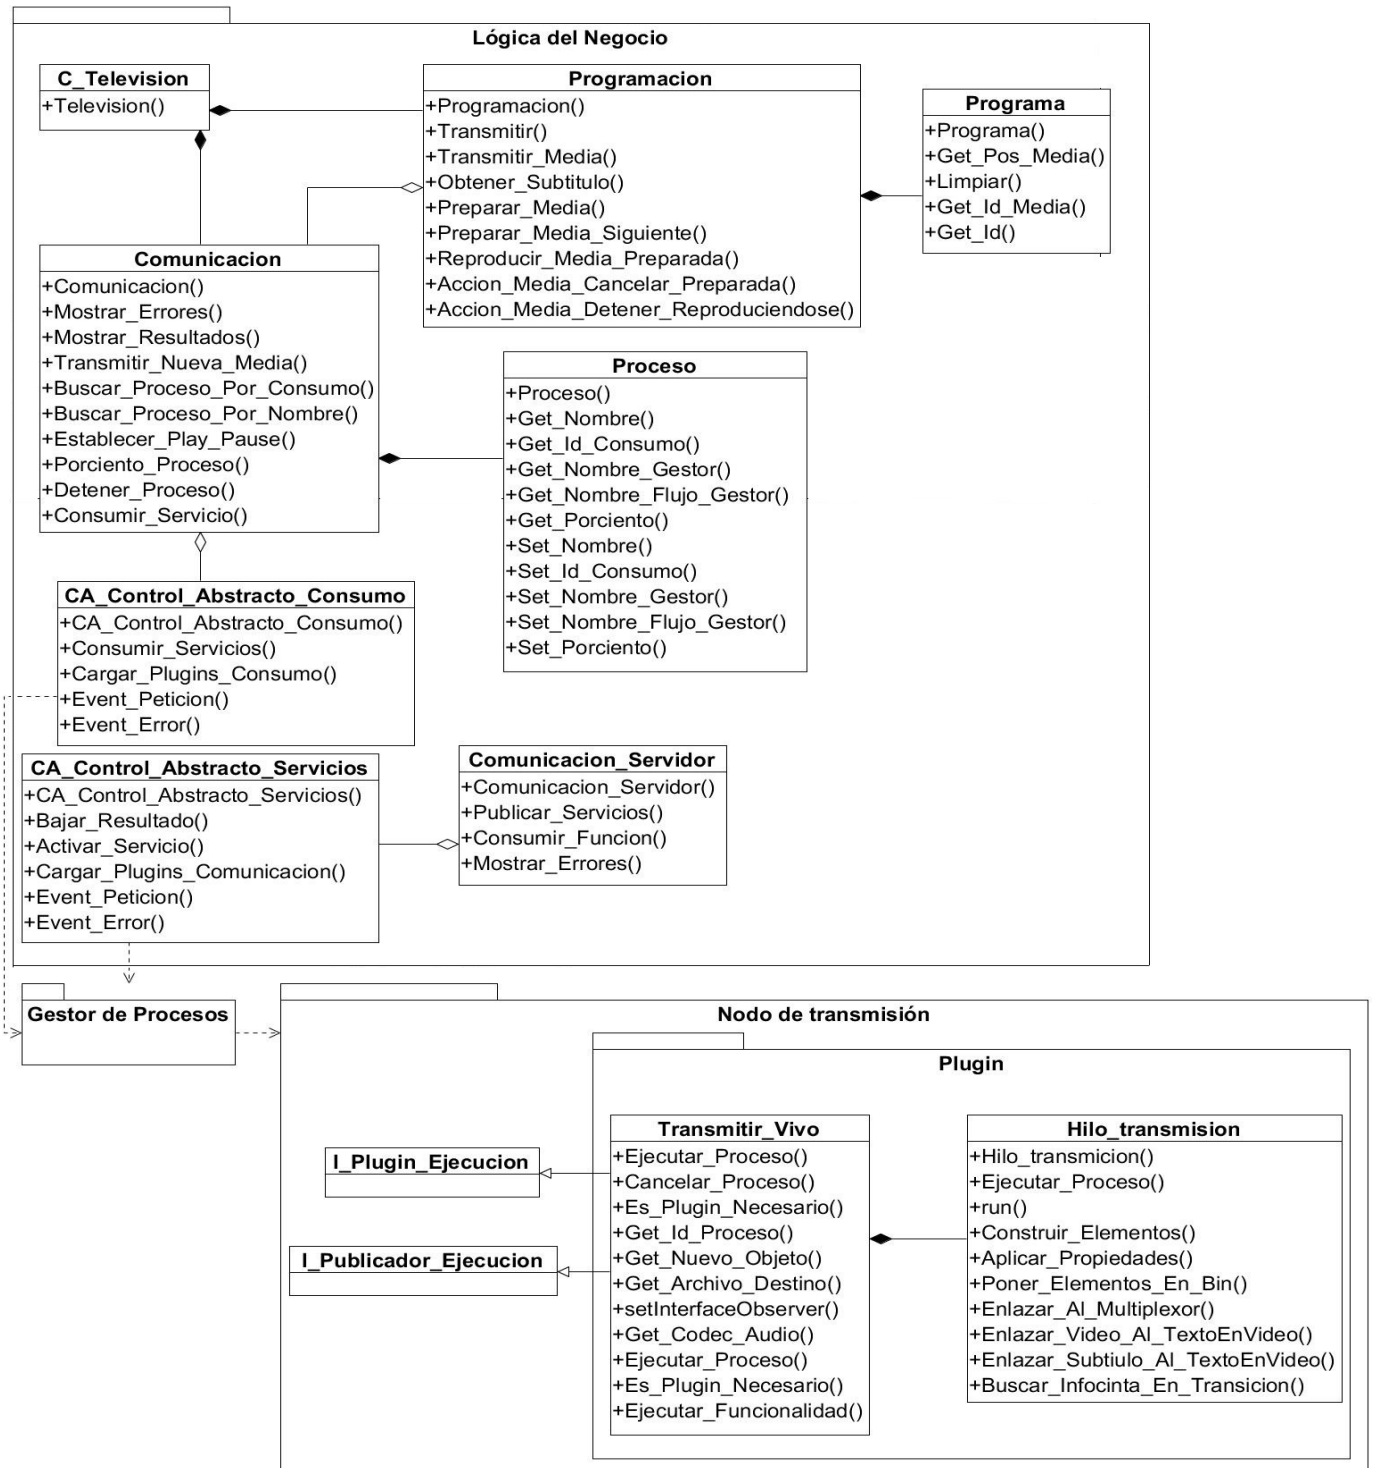 Lógica del Negocio
C_Television
+Television()
Programacion
+Programacion()
+Transmitir()
+Transmitir_Media()
+Obtener_Subtitulo()
+Preparar_Media()
+Preparar_Media_Siguiente()
+Reproducir_Media_Preparada()
+Accion_Media_Cancelar_Preparada()
+Accion_Media_Detener_Reproduciendose()
Programa
+Programa()
+Get_Pos_Media()
+Limpiar()
+Get_Id_Media()
+Get_Id()
Comunicacion
+Comunicacion()
+Mostrar_Errores()
+Mostrar_Resultados()
+Transmitir_Nueva_Media()
+Buscar_Proceso_Por_Consumo()
+Buscar_Proceso_Por_Nombre()
+Establecer_Play_Pause()
+Porciento_Proceso()
+Detener_Proceso()
+Consumir_Servicio()
Proceso
+Proceso()
+Get_Nombre()
+Get_Id_Consumo()
+Get_Nombre_Gestor()
+Get_Nombre_Flujo_Gestor()
+Get_Porciento()
+Set_Nombre()
+Set_Id_Consumo()
+Set_Nombre_Gestor()
+Set_Nombre_Flujo_Gestor()
+Set_Porciento()
CA_Control_Abstracto_Consumo
+CA_Control_Abstracto_Consumo()
+Consumir_Servicios()
+Cargar_Plugins_Consumo()
+Event_Peticion()
+Event_Error()
CA_Control_Abstracto_Servicios
+CA_Control_Abstracto_Servicios()
+Bajar_Resultado()
+Activar_Servicio()
+Cargar_Plugins_Comunicacion()
+Event_Peticion()
+Event_Error()
Comunicacion_Servidor
+Comunicacion_Servidor()
+Publicar_Servicios()
+Consumir_Funcion()
+Mostrar_Errores()
Gestor de Procesos
Nodo de transmisión
Plugin
I_Plugin_Ejecucion
I_Publicador_Ejecucion
Transmitir_Vivo
+Ejecutar_Proceso()
+Cancelar_Proceso()
+Es_Plugin_Necesario()
+Get_Id_Proceso()
+Get_Nuevo_Objeto()
+Get_Archivo_Destino()
+setInterfaceObserver()
+Get_Codec_Audio()
+Ejecutar_Proceso()
+Es_Plugin_Necesario()
+Ejecutar_Funcionalidad()
Hilo_transmision
+Hilo_transmicion()
+Ejecutar_Proceso()
+run()
+Construir_Elementos()
+Aplicar_Propiedades()
+Poner_Elementos_En_Bin()
+Enlazar_Al_Multiplexor()
+Enlazar_Video_Al_TextoEnVideo()
+Enlazar_Subtiulo_Al_TextoEnVideo()
+Buscar_Infocinta_En_Transicion()